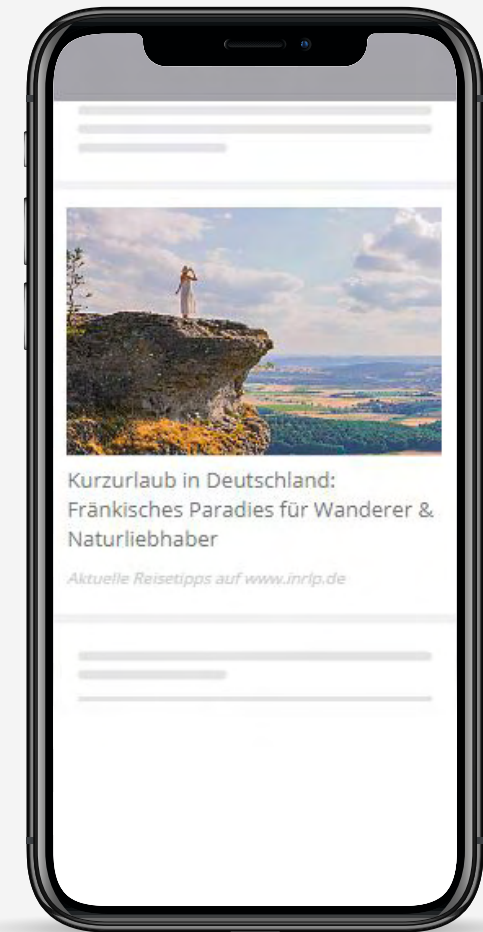 Kurzurlaub in Deutschland:
Fränkisches Paradies für Wanderer &
Naturliebhaber
Aktuelle Reisetipps auf www.inrlp.de